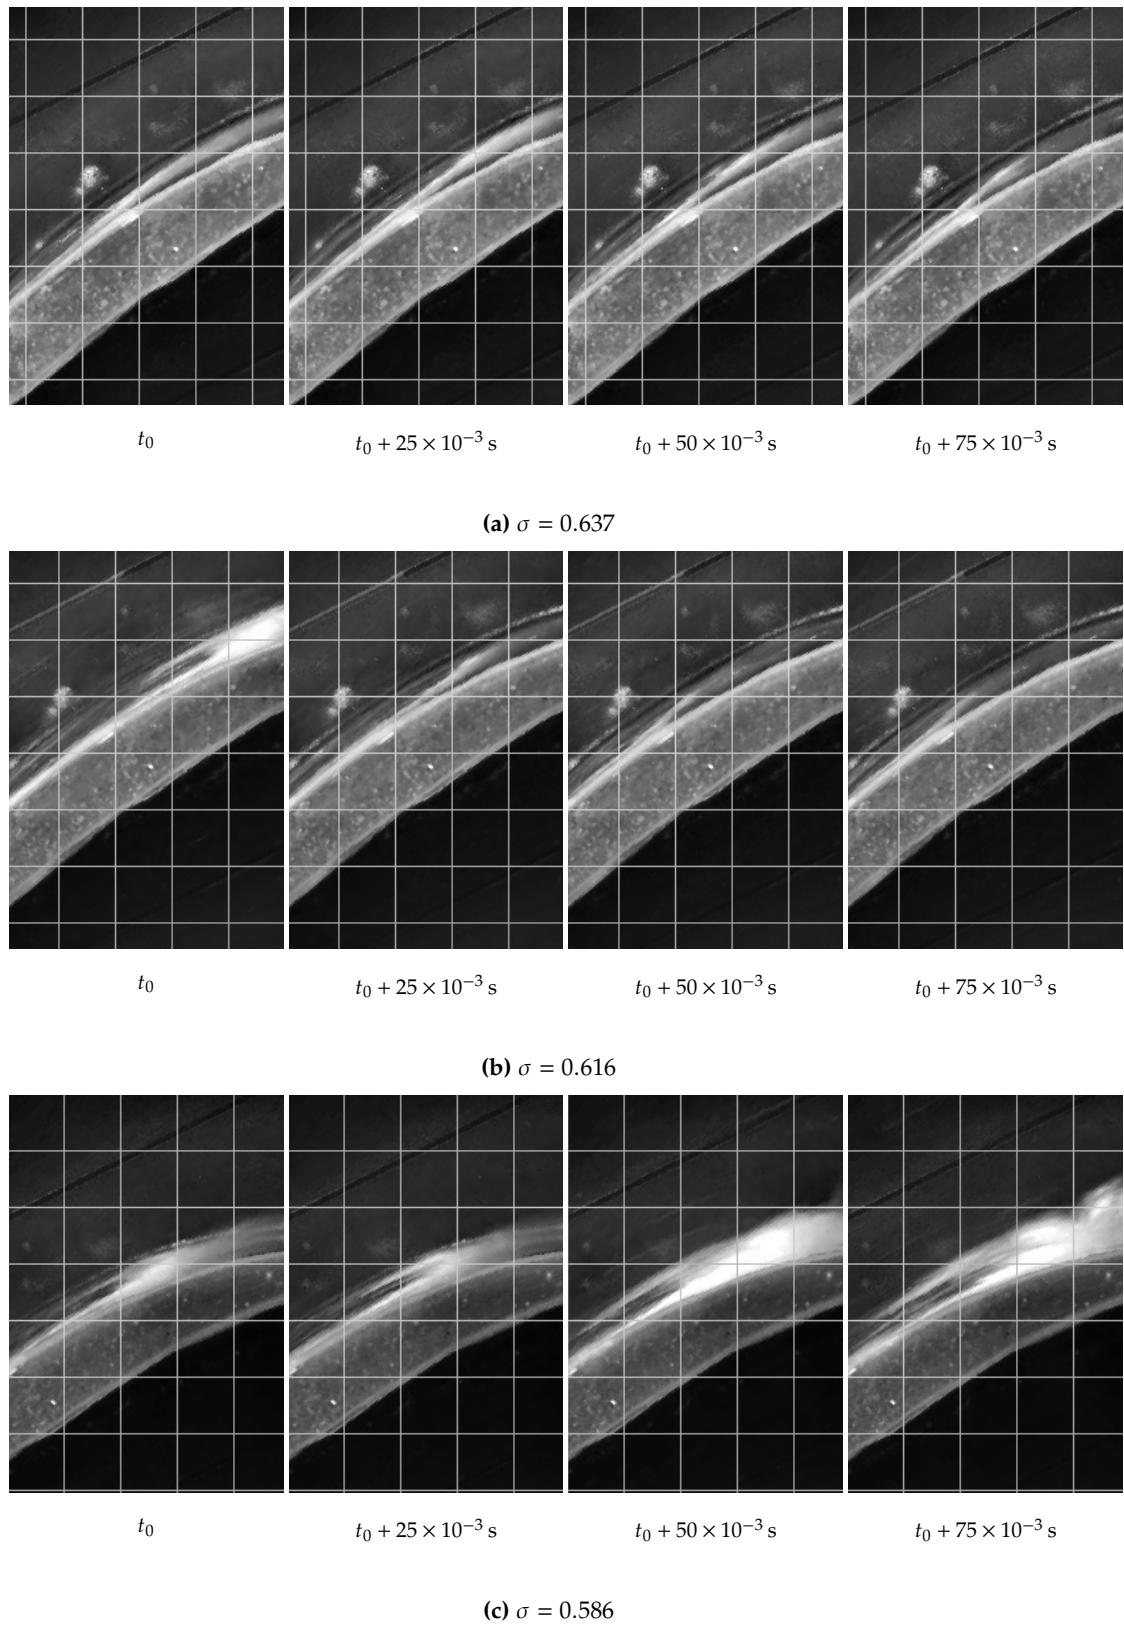 t₀ t₀ + 25 × 10⁻³ s t₀ + 50 × 10⁻³ s t₀ + 75 × 10⁻³ s
(a) σ = 0.637
t₀ t₀ + 25 × 10⁻³ s t₀ + 50 × 10⁻³ s t₀ + 75 × 10⁻³ s
(b) σ = 0.616
t₀ t₀ + 25 × 10⁻³ s t₀ + 50 × 10⁻³ s t₀ + 75 × 10⁻³ s
(c) σ = 0.586